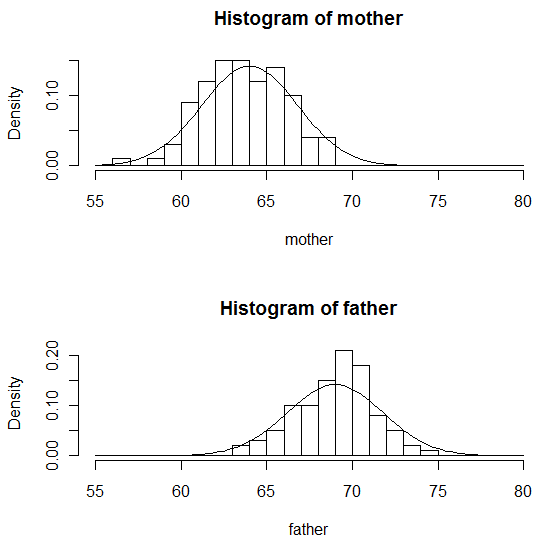 Histogram of mother
Density
0.00 0.10
55 60 65 70 75 80
mother
Histogram of father
Density
0.00 0.10 0.20
55 60 65 70 75 80
father